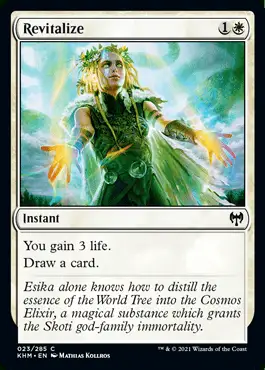 Revitalize 1
Instant
You gain 3 life.
Draw a card.
Esika alone knows how to distill the
essence of the World Tree into the Cosmos
Elixir, a magical substance which grants
the Skoti god-family immortality.
023/285 C
KHM • EN Mathias Kollros
™ & © 2021 Wizards of the Coast